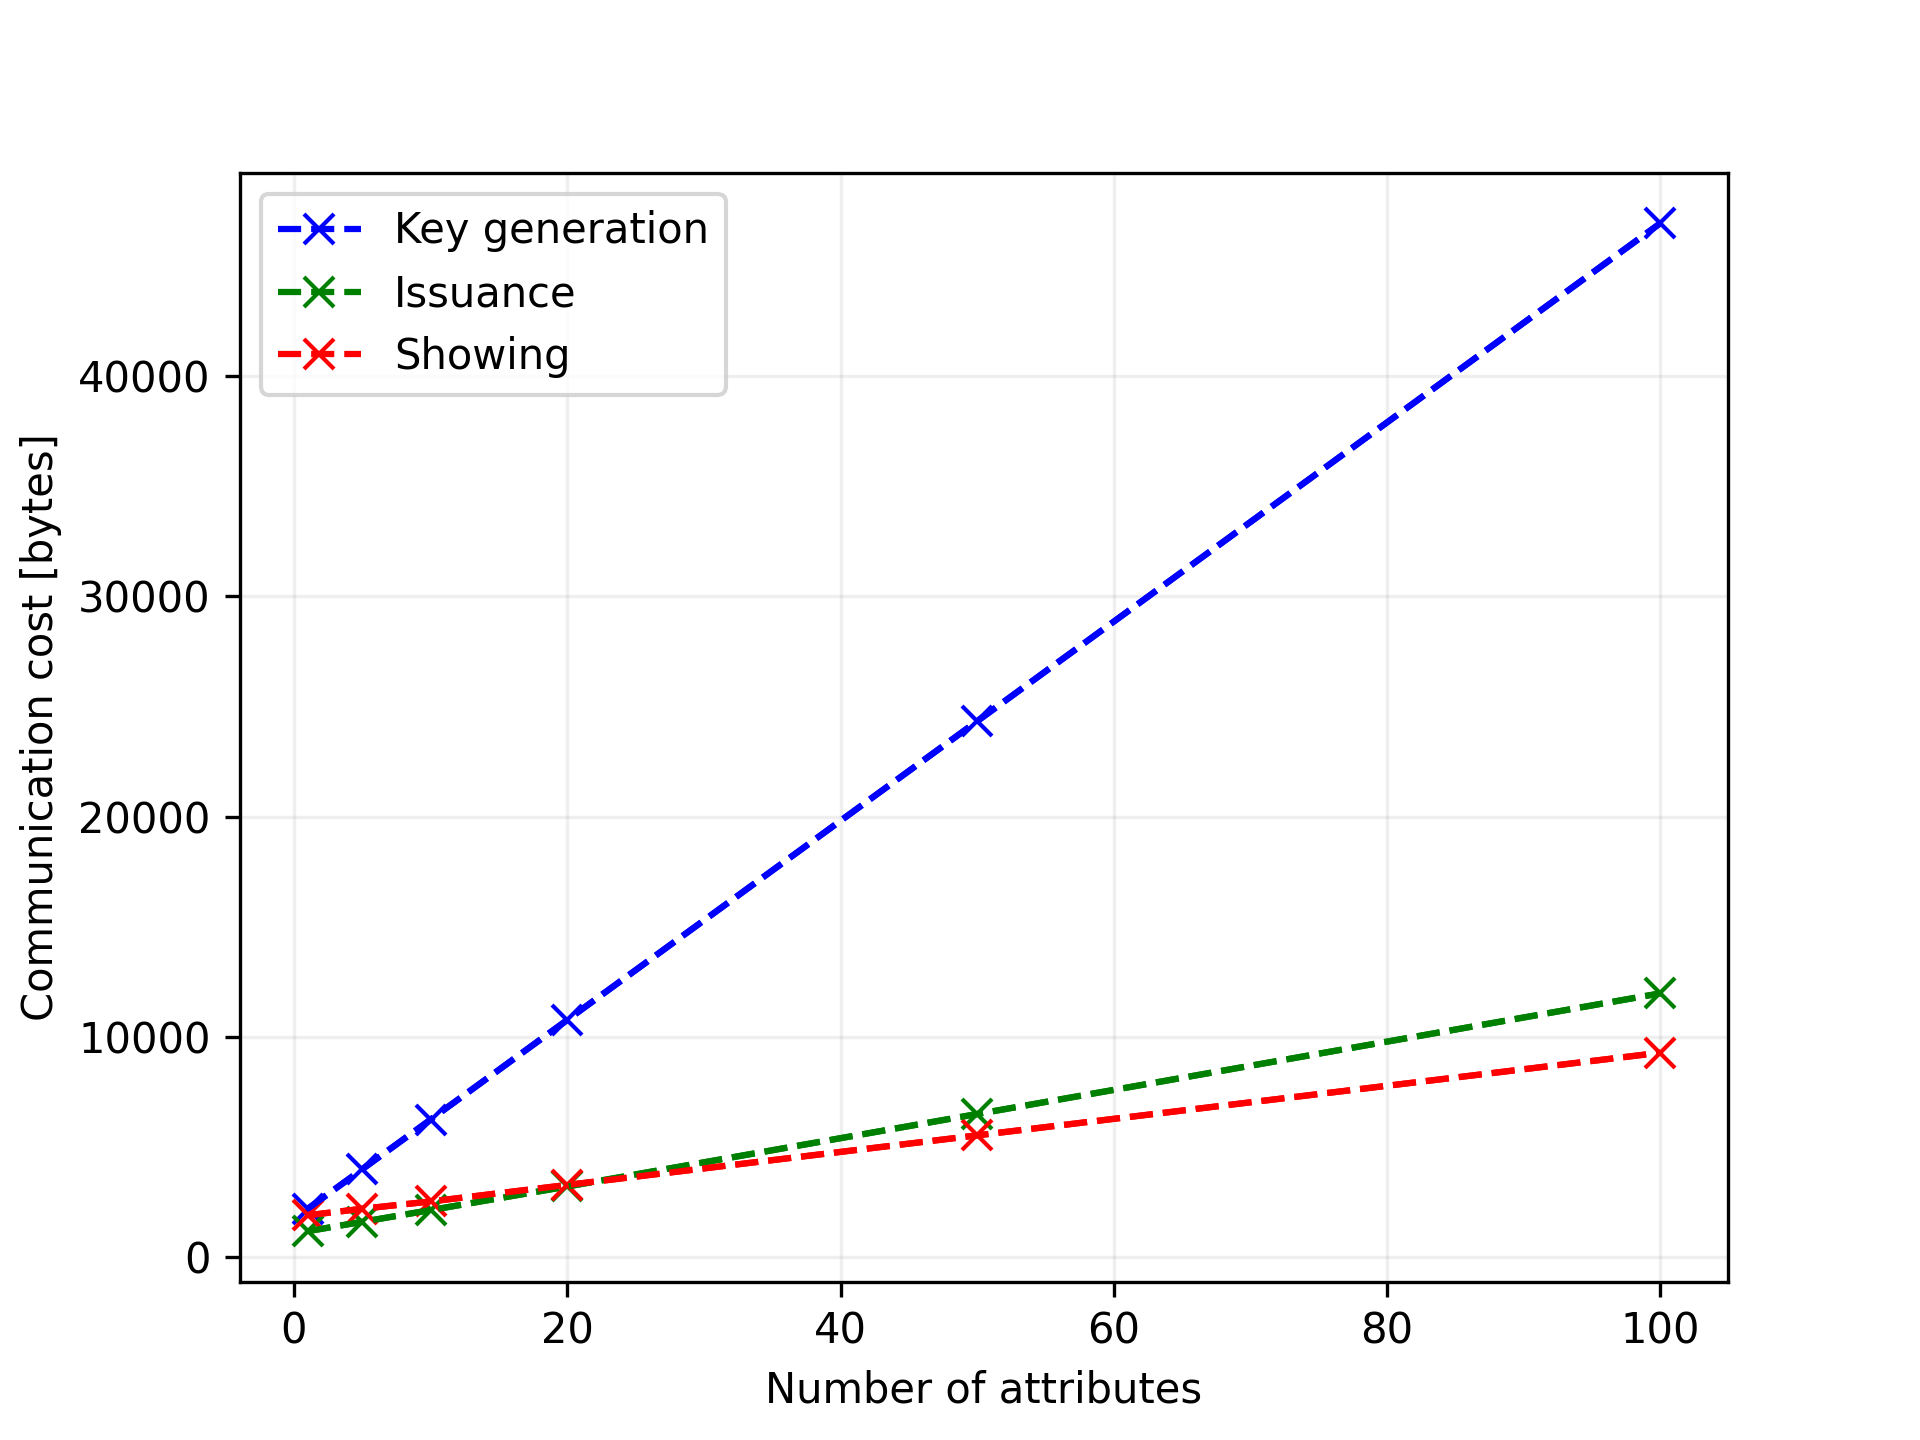 Key generation
Issuance
Showing
40000
30000
20000
10000
0
Communication cost [bytes]
0 20 40 60 80 100
Number of attributes